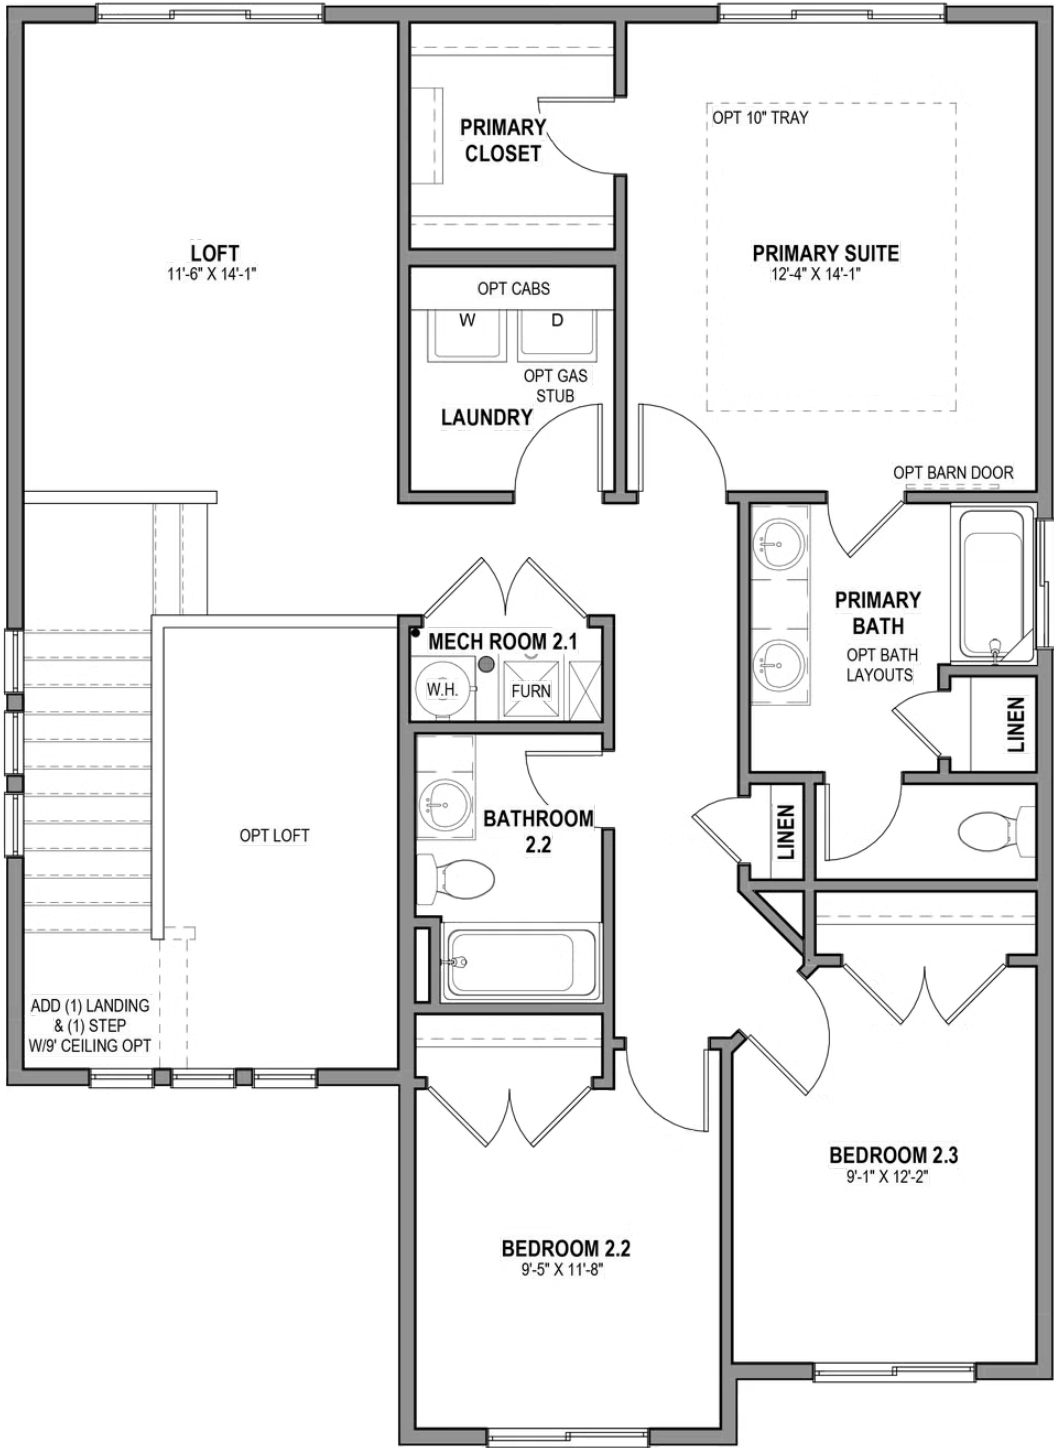 PRIMARY
CLOSET
OPT 10" TRAY
LOFT
11'-6" X 14'-1"
PRIMARY SUITE
12'-4" X 14'-1"
OPT CABS
W
D
OPT GAS
STUB
LAUNDRY
OPT BARN DOOR
PRIMARY
BATH
OPT BATH
LAYOUTS
MECH ROOM 2.1
W.H.
FURN
LINEN
OPT LOFT
BATHROOM
2.2
LINEN
ADD (1) LANDING
& (1) STEP
W/9' CEILING OPT
BEDROOM 2.3
9'-1" X 12'-2"
BEDROOM 2.2
9'-5" X 11'-8"